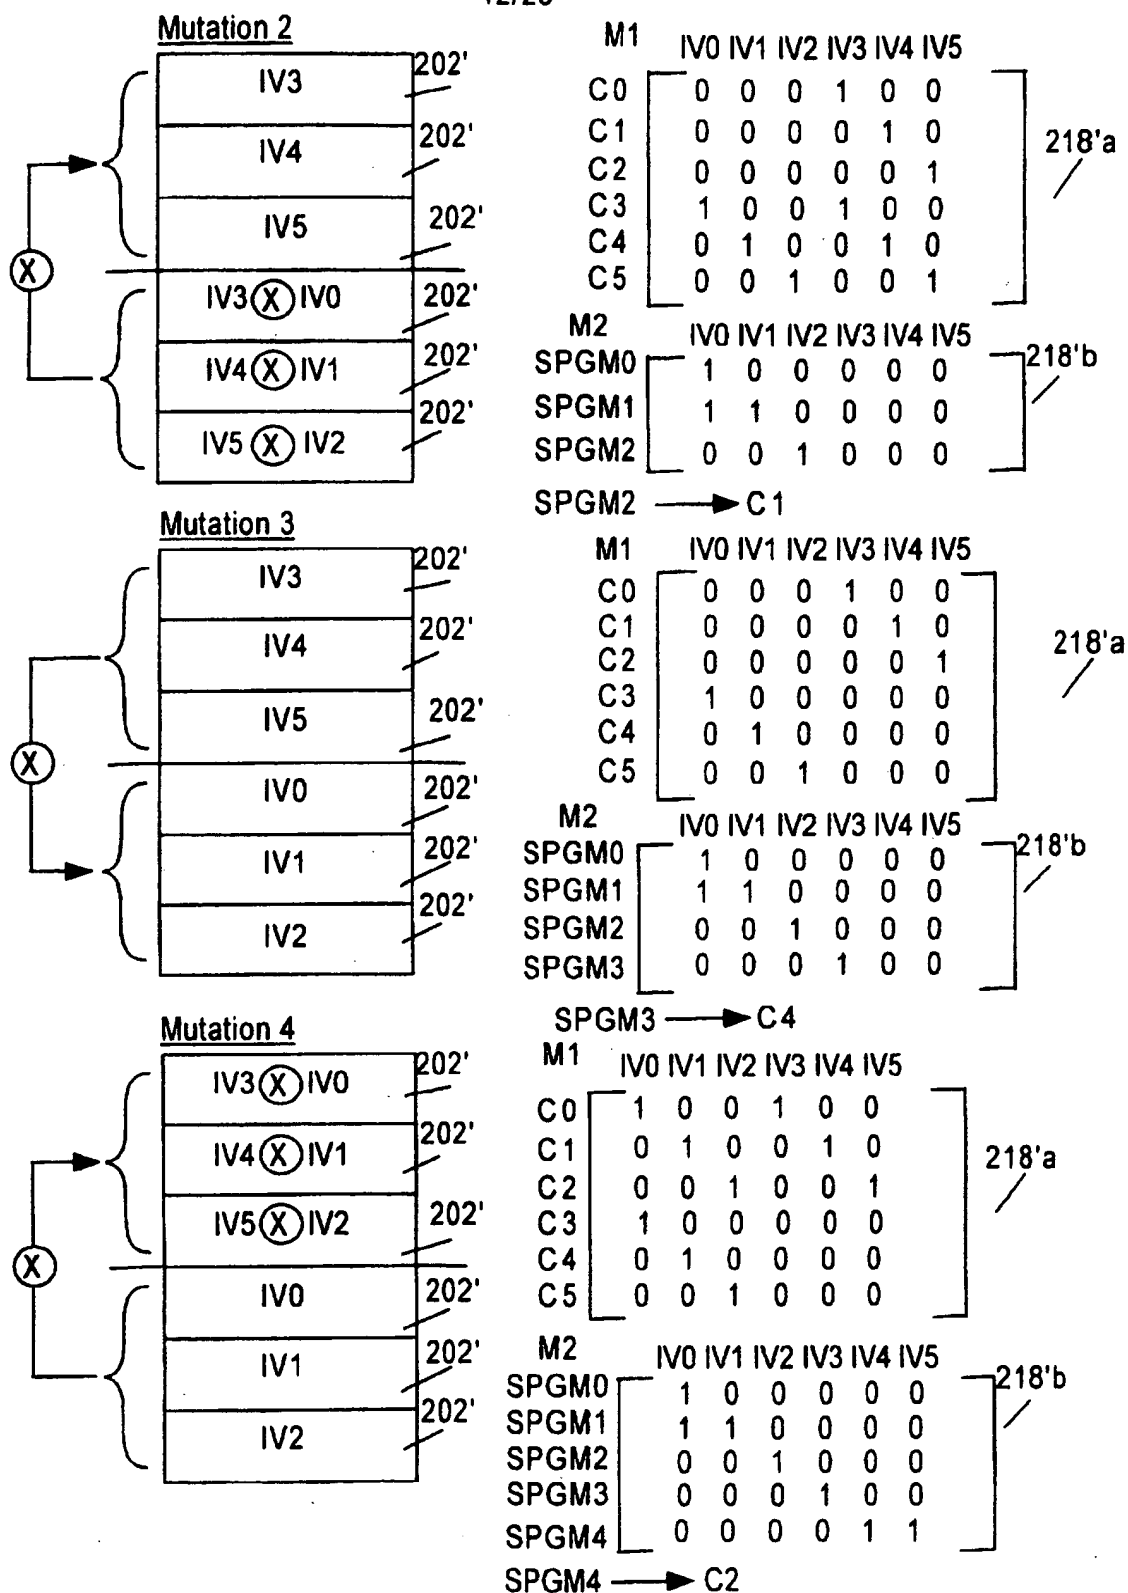 Mutation 2
IV3 202'
IV4 202'
IV5 202'
X
IV3 X IV0 202'
IV4 X IV1 202'
IV5 X IV2 202'
M1 IV0 IV1 IV2 IV3 IV4 IV5
C0 0 0 0 1 0 0
C1 0 0 0 0 1 0
C2 0 0 0 0 0 1
C3 1 0 0 1 0 0
C4 0 1 0 0 1 0
C5 0 0 1 0 0 1
218'a
M2 IV0 IV1 IV2 IV3 IV4 IV5
SPGM0 1 0 0 0 0 0
SPGM1 1 1 0 0 0 0
SPGM2 0 0 1 0 0 0
218'b
SPGM2 → C1
Mutation 3
IV3 202'
IV4 202'
IV5 202'
X
IV0 202'
IV1 202'
IV2 202'
M1 IV0 IV1 IV2 IV3 IV4 IV5
C0 0 0 0 1 0 0
C1 0 0 0 0 1 0
C2 0 0 0 0 0 1
C3 1 0 0 0 0 0
C4 0 1 0 0 0 0
C5 0 0 1 0 0 0
218'a
M2 IV0 IV1 IV2 IV3 IV4 IV5
SPGM0 1 0 0 0 0 0
SPGM1 1 1 0 0 0 0
SPGM2 0 0 1 0 0 0
SPGM3 0 0 0 1 0 0
218'b
SPGM3 → C4
Mutation 4
IV3 X IV0 202'
IV4 X IV1 202'
IV5 X IV2 202'
X
IV0 202'
IV1 202'
IV2 202'
M1 IV0 IV1 IV2 IV3 IV4 IV5
C0 1 0 0 1 0 0
C1 0 1 0 0 1 0
C2 0 0 1 0 0 1
C3 1 0 0 0 0 0
C4 0 1 0 0 0 0
C5 0 0 1 0 0 0
218'a
M2 IV0 IV1 IV2 IV3 IV4 IV5
SPGM0 1 0 0 0 0 0
SPGM1 1 1 0 0 0 0
SPGM2 0 0 1 0 0 0
SPGM3 0 0 0 1 0 0
SPGM4 0 0 0 0 1 1
218'b
SPGM4 → C2